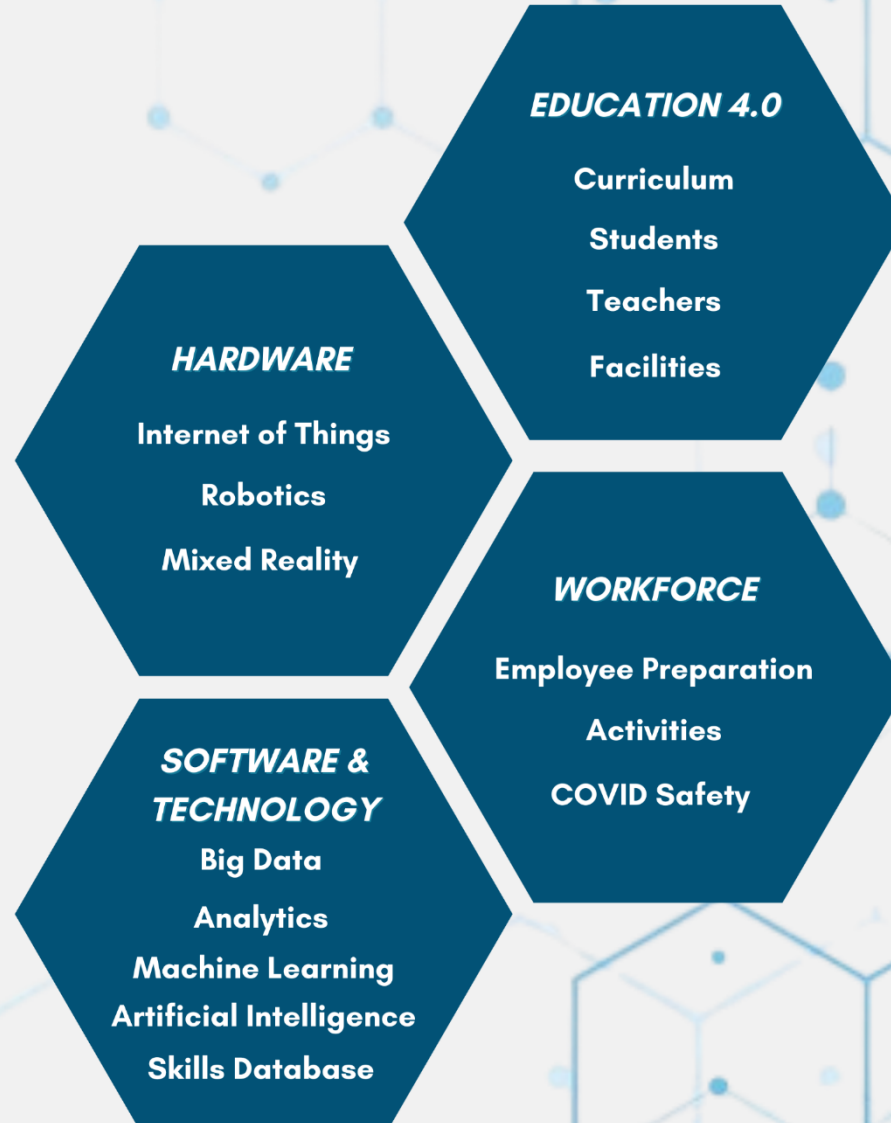 EDUCATION 4.0
Curriculum
Students
Teachers
Facilities
HARDWARE
Internet of Things
Robotics
Mixed Reality
WORKFORCE
Employee Preparation
Activities
COVID Safety
SOFTWARE &
TECHNOLOGY
Big Data
Analytics
Machine Learning
Artificial Intelligence
Skills Database